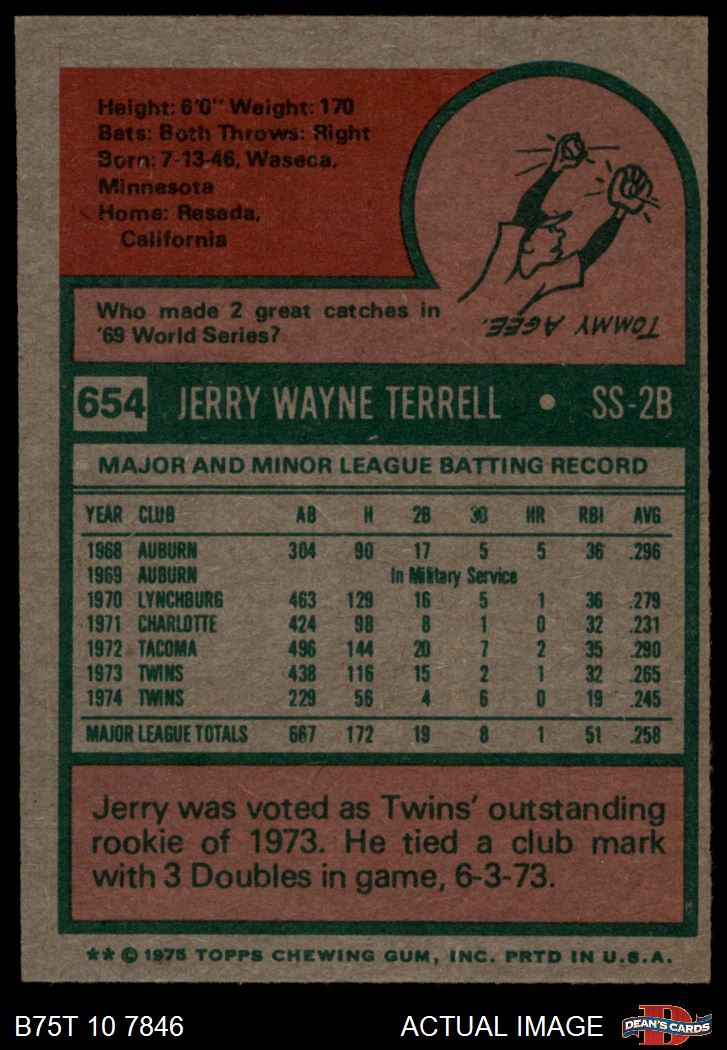 Height: 6'0" Weight: 170
Bats: Both Throws: Right
Born: 7-13-46, Waseca,
Minnesota
Home: Reseda,
California
Who made 2 great catches in
'69 World Series?
TOMMY AGEE.
654 JERRY WAYNE TERRELL • SS-2B
MAJOR AND MINOR LEAGUE BATTING RECORD
YEAR CLUB AB H 2B 3B HR RBI AVG
1968 AUBURN 304 90 17 5 5 36 .296
1969 AUBURN In Military Service
1970 LYNCHBURG 463 129 16 5 1 36 .279
1971 CHARLOTTE 424 98 8 1 0 32 .231
1972 TACOMA 496 144 20 7 2 35 .290
1973 TWINS 438 116 15 2 1 32 .265
1974 TWINS 229 56 4 6 0 19 .245
MAJOR LEAGUE TOTALS 667 172 19 8 1 51 .258
Jerry was voted as Twins' outstanding
rookie of 1973. He tied a club mark
with 3 Doubles in game, 6-3-73.
** © 1975 TOPPS CHEWING GUM, INC. PRTD IN U.S.A.
B75T 10 7846 ACTUAL IMAGE D DEAN'S CARDS